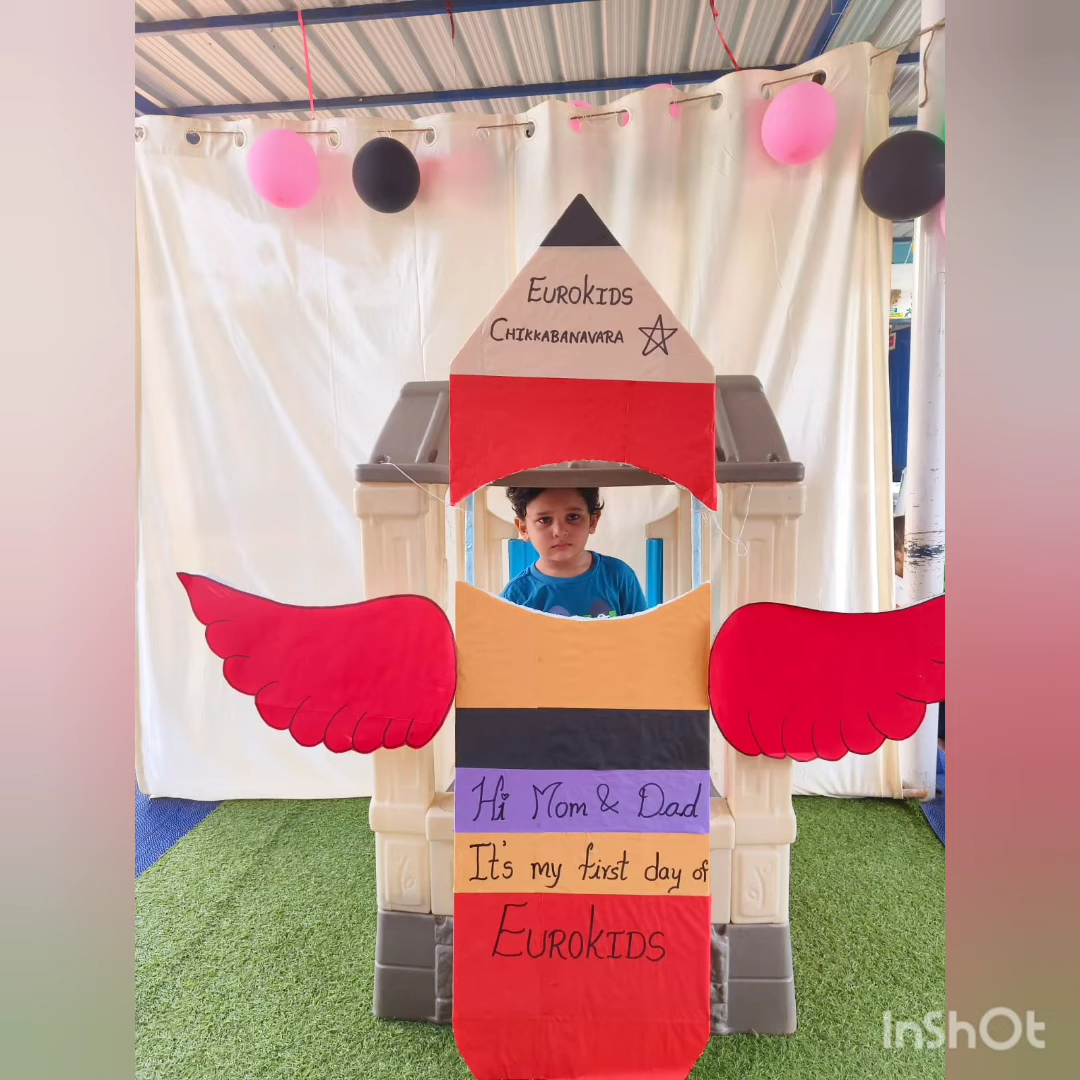 EUROKIDS
CHIKKABANAVARA
Hi Mom & Dad
It's my first day of
EUROKIDS
InShOt